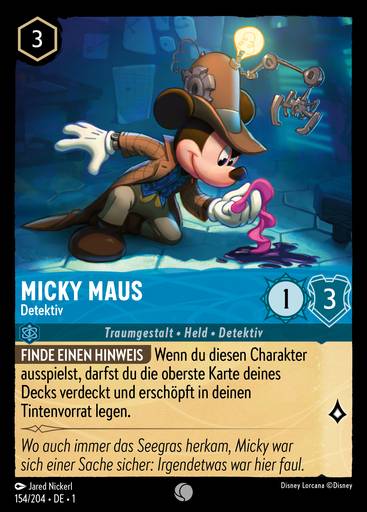 3
MICKY MAUS
Detektiv
1
3
Traumgestalt • Held • Detektiv
FINDE EINEN HINWEIS Wenn du diesen Charakter
ausspielst, darfst du die oberste Karte deines
Decks verdeckt und erschöpft in deinen
Tintenvorrat legen.
Wo auch immer das Seegras herkam, Micky war
sich einer Sache sicher: Irgendetwas war hier faul.
Jared Nickerl
Disney Lorcana ©Disney
154/204 • DE • 1